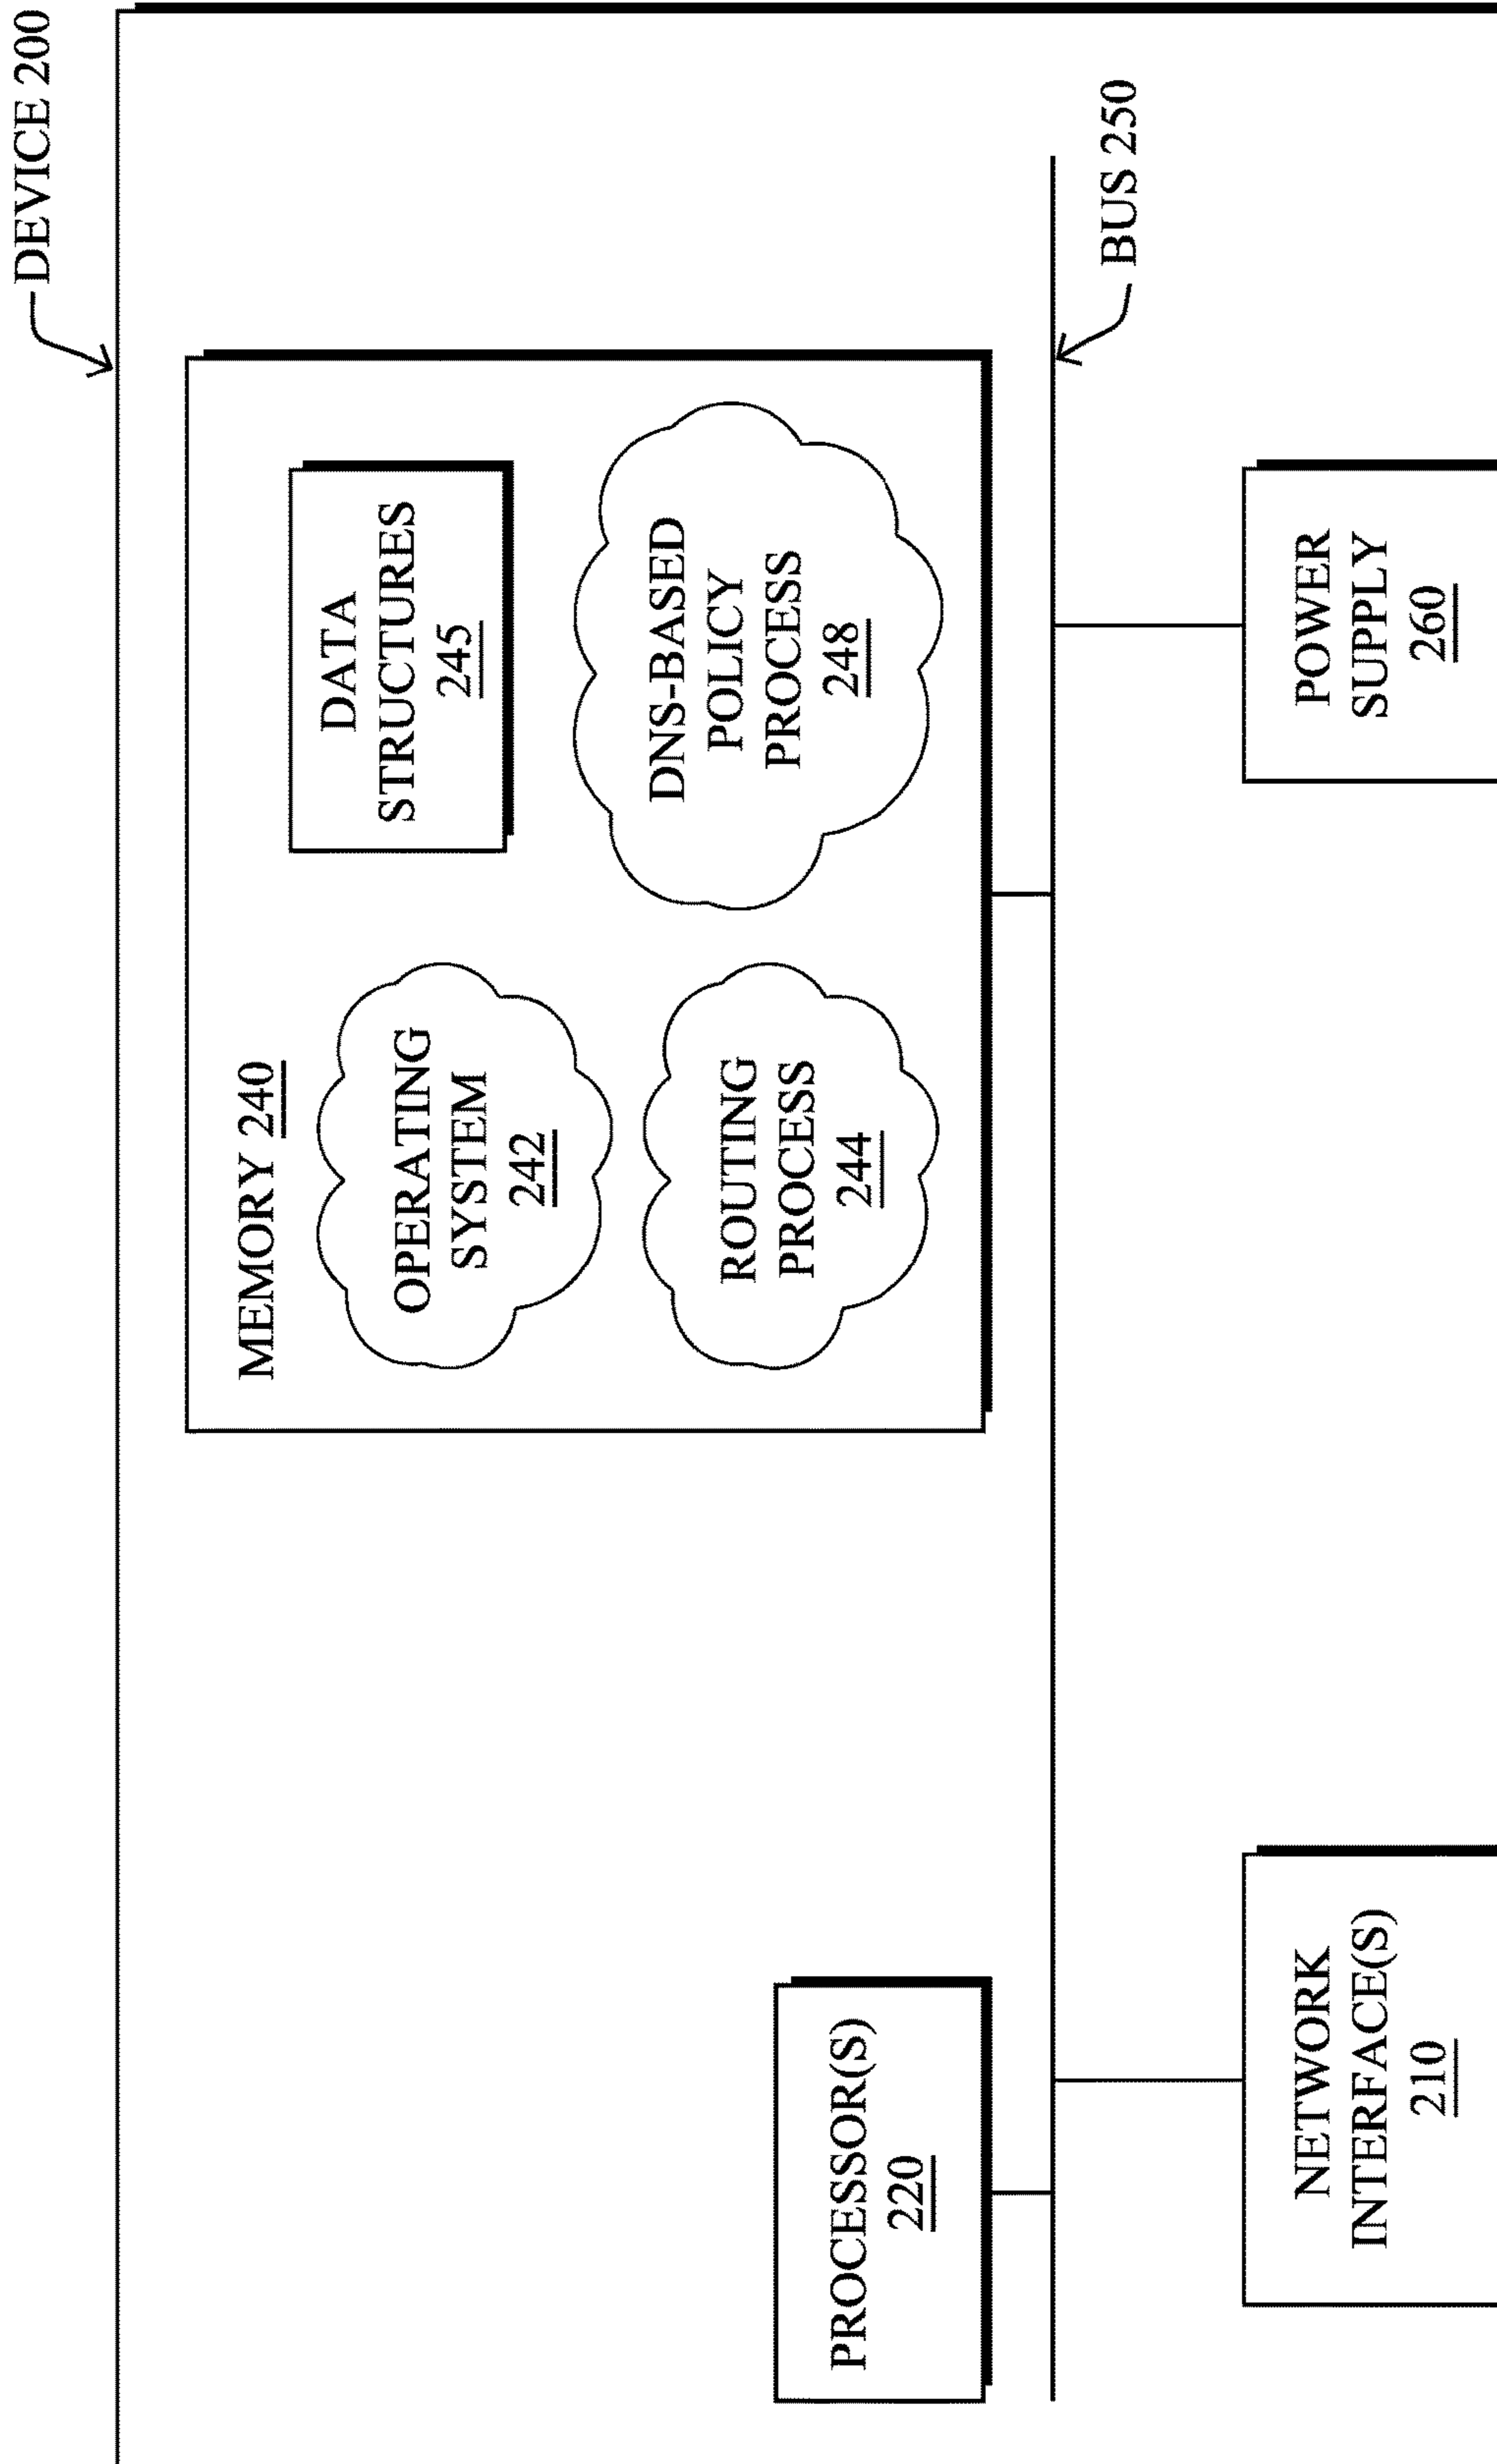 DEVICE 200
MEMORY 240
OPERATING
SYSTEM
242
DATA
STRUCTURES
245
ROUTING
PROCESS
244
DNS-BASED
POLICY
PROCESS
248
PROCESSOR(S)
220
BUS 250
NETWORK
INTERFACE(S)
210
POWER
SUPPLY
260